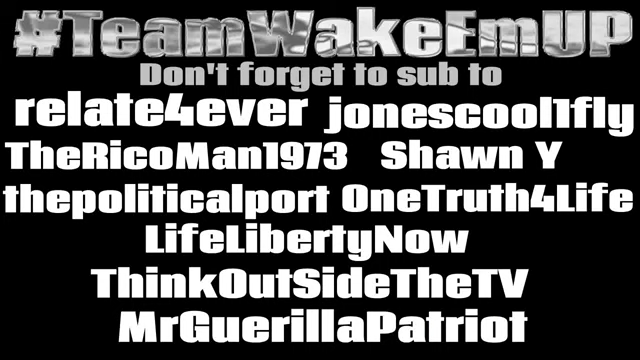 #TeamWakeEmUP
Don't forget to sub to
relate4ever jonescool1fly
TheRicoMan1973 Shawn Y
thepoliticalport OneTruth4Life
LifeLibertyNow
ThinkOutSideTheTV
MrGuerillaPatriot